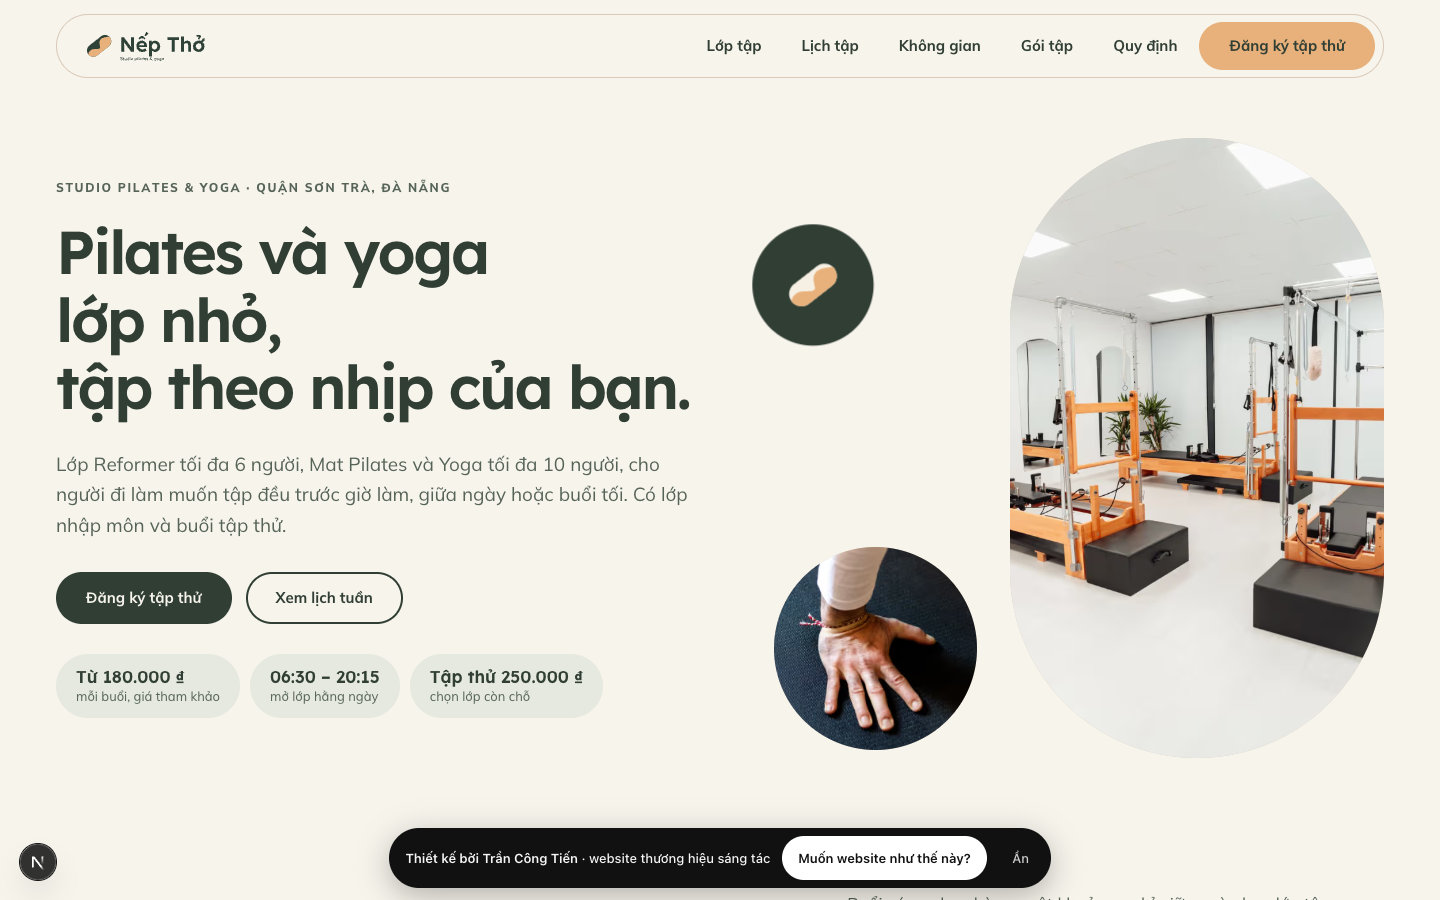 Nếp Thở
Studio pilates & yoga
Lớp tập
Lịch tập
Không gian
Gói tập
Quy định
Đăng ký tập thử
STUDIO PILATES & YOGA · QUẬN SƠN TRÀ, ĐÀ NẴNG
Pilates và yoga
lớp nhỏ,
tập theo nhịp của bạn.
Lớp Reformer tối đa 6 người, Mat Pilates và Yoga tối đa 10 người, cho
người đi làm muốn tập đều trước giờ làm, giữa ngày hoặc buổi tối. Có lớp
nhập môn và buổi tập thử.
Đăng ký tập thử
Xem lịch tuần
Từ 180.000 ₫
mỗi buổi, giá tham khảo
06:30 – 20:15
mở lớp hằng ngày
Tập thử 250.000 ₫
chọn lớp còn chỗ
Thiết kế bởi Trần Công Tiến · website thương hiệu sáng tác
Muốn website như thế này?
Ẩn
N